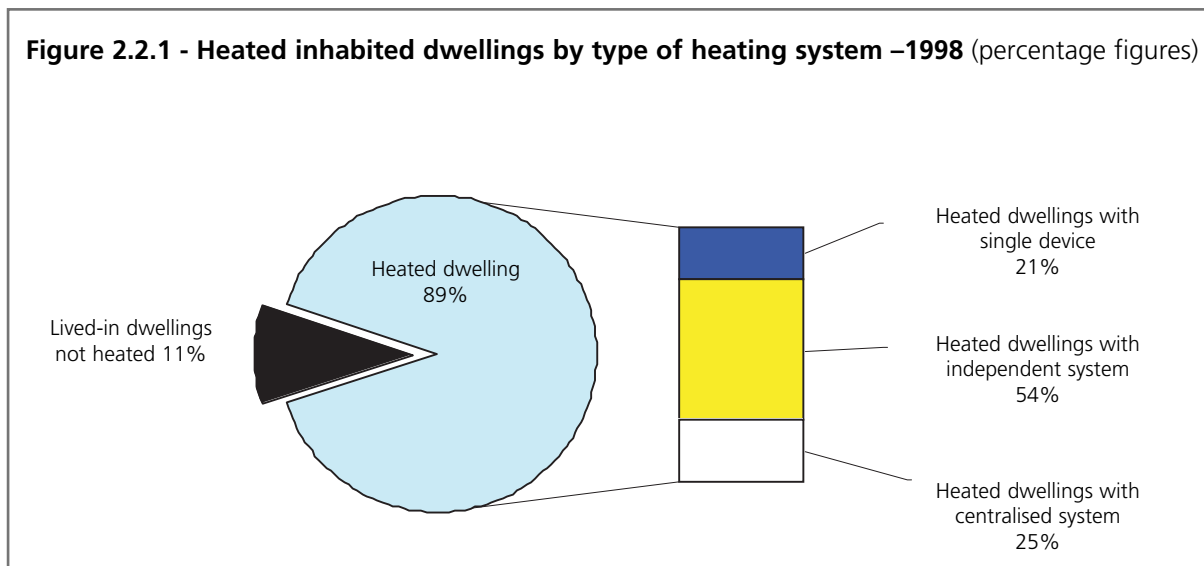 Figure 2.2.1 - Heated inhabited dwellings by type of heating system –1998 (percentage figures)
Lived-in dwellings
not heated 11%
Heated dwelling
89%
Heated dwellings with
single device
21%
Heated dwellings with
independent system
54%
Heated dwellings with
centralised system
25%